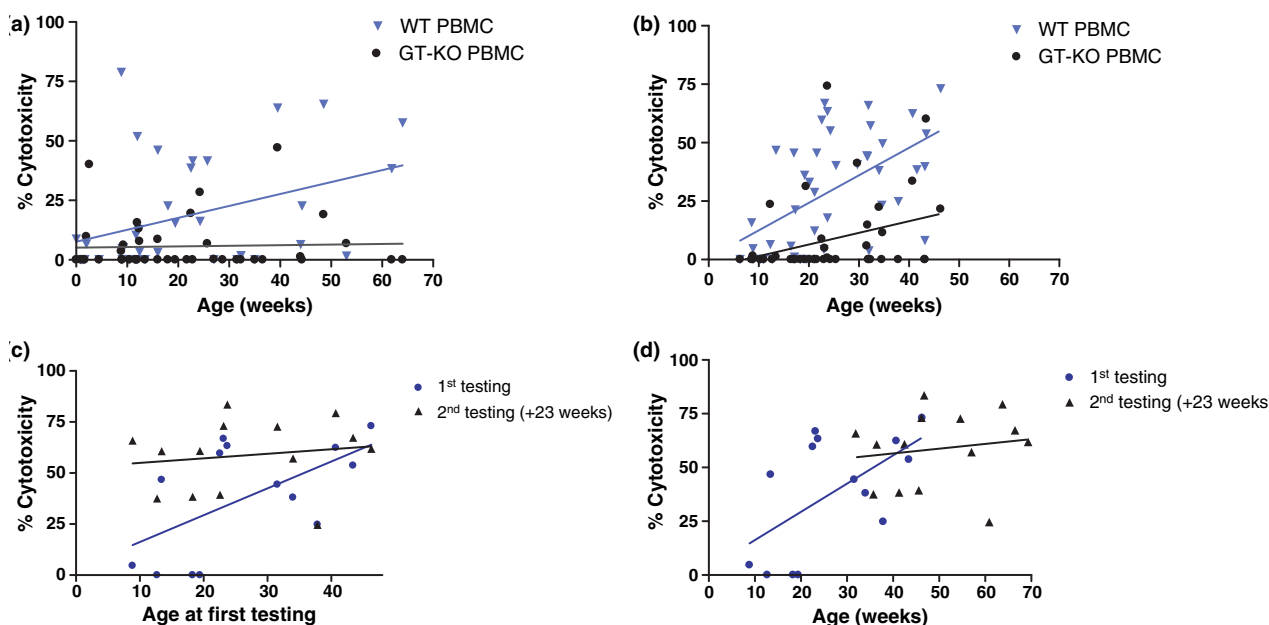 (a)
WT PBMC
GT-KO PBMC
100
75
50
25
0
% Cytotoxicity
0 10 20 30 40 50 60 70
Age (weeks)
(b)
WT PBMC
GT-KO PBMC
100
75
50
25
0
% Cytotoxicity
0 10 20 30 40 50 60 70
Age (weeks)
(c)
1st testing
2nd testing (+23 weeks)
100
75
50
25
0
% Cytotoxicity
0 10 20 30 40
Age at first testing
(d)
1st testing
2nd testing (+23 weeks
100
75
50
25
0
% Cytotoxicity
0 10 20 30 40 50 60 70
Age (weeks)